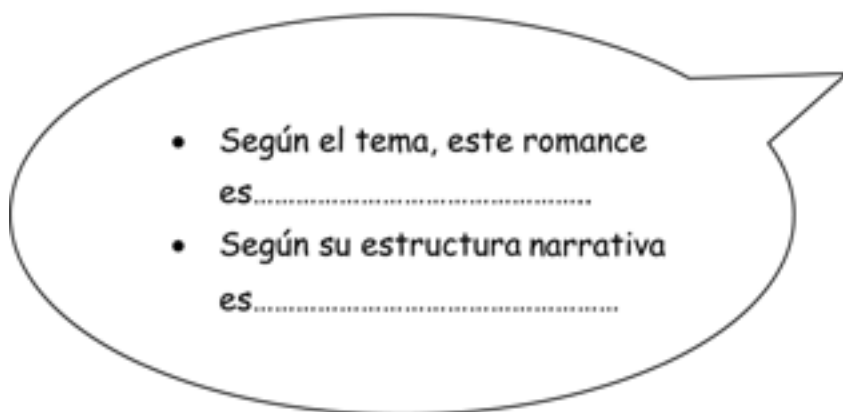 • Según el tema, este romance
es……………………………………………..
• Según su estructura narrativa
es…………………………………………………